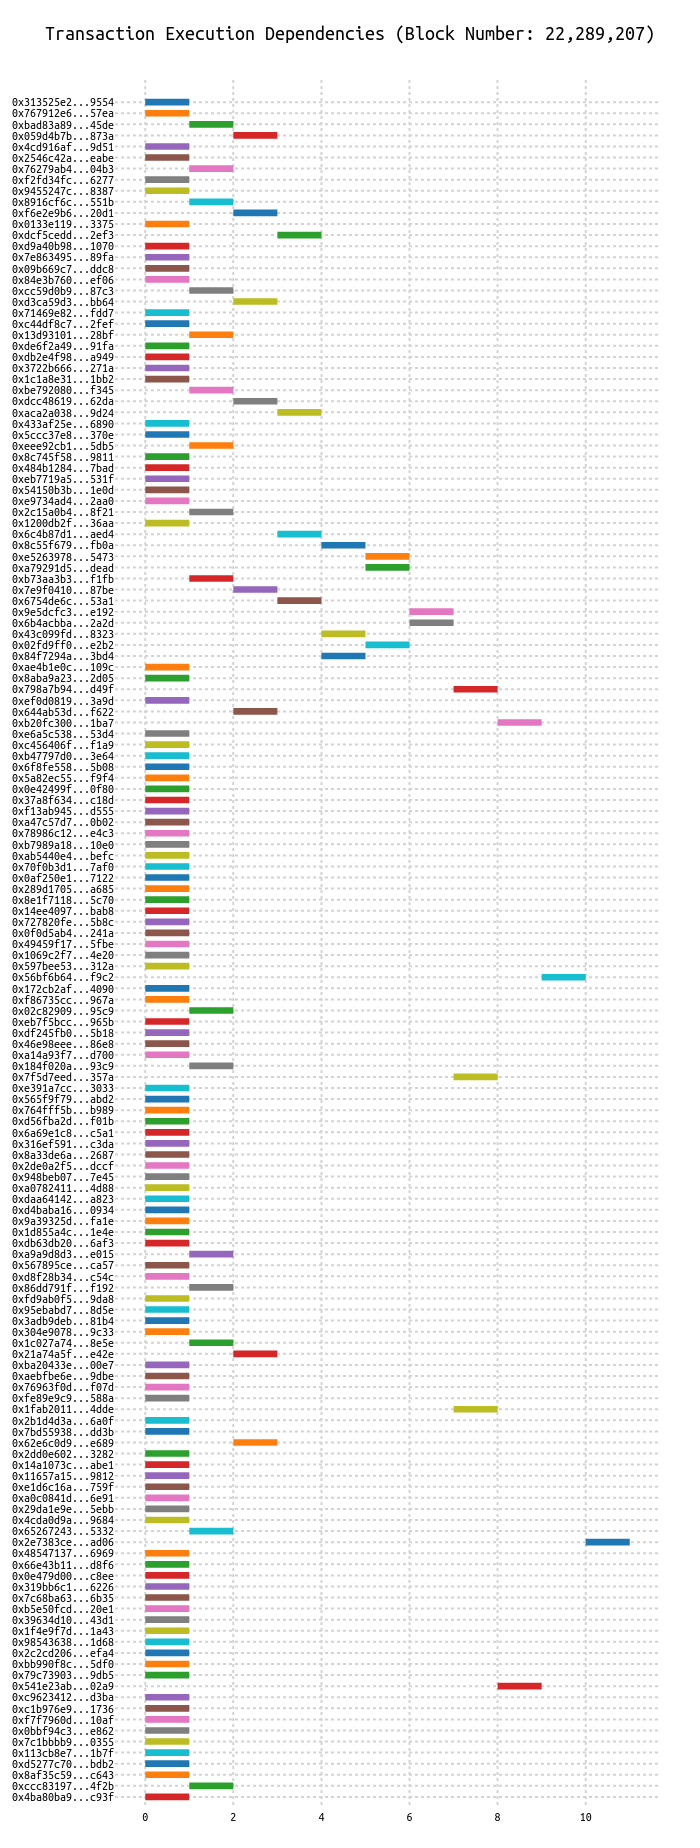 Transaction Execution Dependencies (Block Number: 22,289,207)
0x313525e2...9554
0x767912e6...57ea
0xbad83a89...45de
0x059d4b7b...873a
0x4cd916af...9d51
0x2546c42a...eabe
0x76279ab4...04b3
0xf2fd34fc...6277
0x9455247c...8387
0x8916cf6c...551b
0xf6e2e9b6...20d1
0x0133e119...3375
0xdcf5cedd...2ef3
0xd9a40b98...1070
0x7e863495...89fa
0x09b669c7...ddc8
0x84e3b760...ef06
0xcc59d0b9...87c3
0xd3ca59d3...bb64
0x71469e82...fdd7
0xc44df8c7...2fef
0x13d93101...28bf
0xde6f2a49...91fa
0xdb2e4f98...a949
0x3722b666...271a
0x1c1a8e31...1bb2
0xbe792080...f345
0xdcc48619...62da
0xaca2a038...9d24
0x433af25e...6890
0x5ccc37e8...370e
0xeee92cb1...5db5
0x8c745f58...9811
0x484b1284...7bad
0xeb7719a5...531f
0x54150b3b...1e0d
0xe9734ad4...2aa0
0x2c15a0b4...8f21
0x1200db2f...36aa
0x6c4b87d1...aed4
0x8c55f679...fb0a
0xe5263978...5473
0xa79291d5...dead
0xb73aa3b3...f1fb
0x7e9f0410...87be
0x6754de6c...53a1
0x9e5dcfc3...e192
0x6b4acbba...2a2d
0x43c099fd...8323
0x02fd9ff0...e2b2
0x84f7294a...3bd4
0xae4b1e0c...109c
0x8aba9a23...2d05
0x798a7b94...d49f
0xef0d0819...3a9d
0x644ab53d...f622
0xb20fc300...1ba7
0xe6a5c538...53d4
0xc456406f...f1a9
0xb47797d0...3e64
0x6f8fe558...5b08
0x5a82ec55...f9f4
0x0e42499f...0f80
0x37a8f634...c18d
0xf13ab945...d555
0xa47c57d7...0b02
0x78986c12...e4c3
0xb7989a18...10e0
0xab5440e4...befc
0x70f0b3d1...7af0
0x0af250e1...7122
0x289d1705...a685
0x8e1f7118...5c70
0x14ee4097...bab8
0x727820fe...5b8c
0x0f0d5ab4...241a
0x49459f17...5fbe
0x1069c2f7...4e20
0x597bee53...312a
0x56bf6b64...f9c2
0x172cb2af...4090
0xf86735cc...967a
0x02c82909...95c9
0xeb7f5bcc...965b
0xdf245fb0...5b18
0x46e98eee...86e8
0xa14a93f7...d700
0x184f020a...93c9
0x7f5d7eed...357a
0xe391a7cc...3033
0x565f9f79...abd2
0x764fff5b...b989
0xd56fba2d...f01b
0x6a69e1c8...c5a1
0x316ef591...c3da
0x8a33de6a...2687
0x2de0a2f5...dccf
0x948beb07...7e45
0xa0782411...4d88
0xdaa64142...a823
0xd4baba16...0934
0x9a39325d...fa1e
0x1d855a4c...1e4e
0xdb63db20...6af3
0xa9a9d8d3...e015
0x567895ce...ca57
0xd8f28b34...c54c
0x86dd791f...f192
0xfd9ab0f5...9da8
0x95ebabd7...8d5e
0x3adb9deb...81b4
0x304e9078...9c33
0x1c027a74...8e5e
0x21a74a5f...e42e
0xba20433e...00e7
0xaebfbe6e...9dbe
0x76963f0d...f07d
0xfe89e9c9...588a
0x1fab2011...4dde
0x2b1d4d3a...6a0f
0x7bd55938...dd3b
0x62e6c0d9...e689
0x2dd0e602...3282
0x14a1073c...abe1
0x11657a15...9812
0xe1d6c16a...759f
0xa0c0841d...6e91
0x29da1e9e...5ebb
0x4cda0d9a...9684
0x65267243...5332
0x2e7383ce...ad06
0x48547137...6969
0x66e43b11...d8f6
0x0e479d00...c8ee
0x319bb6c1...6226
0x7c68ba63...6b35
0xb5e50fcd...20e1
0x39634d10...43d1
0x1f4e9f7d...1a43
0x98543638...1d68
0x2c2cd206...efa4
0xbb990f8c...5df0
0x79c73903...9db5
0x541e23ab...02a9
0xc9623412...d3ba
0xc1b976e9...1736
0xf7f7960d...10af
0x0bbf94c3...e862
0x7c1bbbb9...0355
0x113cb8e7...1b7f
0xd5277c70...bdb2
0x8af35c59...c643
0xccc83197...4f2b
0x4ba80ba9...c93f
0 2 4 6 8 10